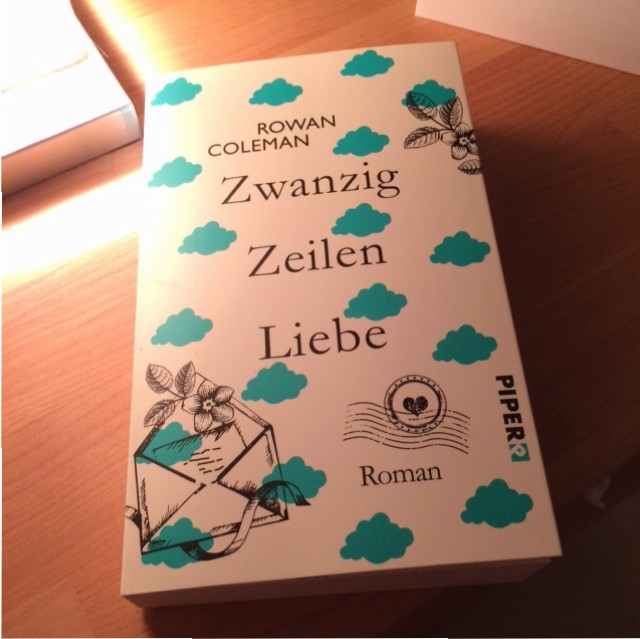 ROWAN
COLEMAN
Zwanzig
Zeilen
Liebe
PIPER
Roman